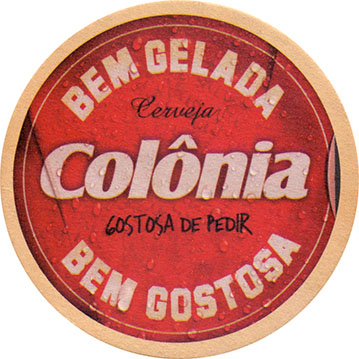 BEM GELADA
Cerveja
Colônia
GOSTOSA DE PEDIR
BEM GOSTOSA